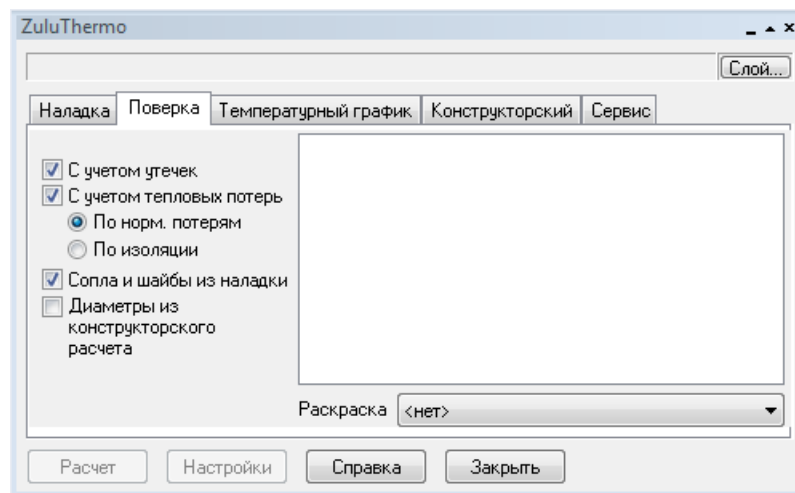 ZuluThermo
Слой...
Наладка Поверка Температурный график Конструкторский Сервис
С учетом утечек
С учетом тепловых потерь
По норм. потерям
По изоляции
Сопла и шайбы из наладки
Диаметры из
конструкторского
расчета
Раскраска <нет>
Расчет Настройки Справка Закрыть